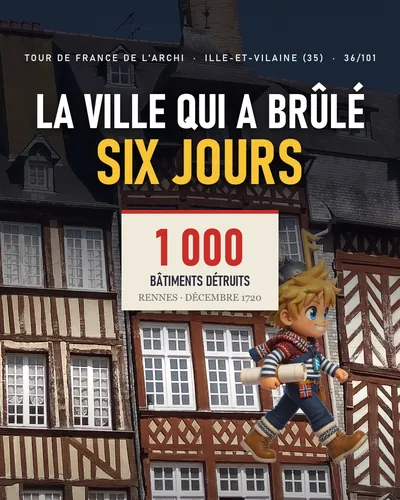 TOUR DE FRANCE DE L'ARCHI · ILLE-ET-VILAINE (35) · 36/101
LA VILLE QUI A BRÛLÉ
SIX JOURS
1 000
BÂTIMENTS DÉTRUITS
RENNES · DÉCEMBRE 1720